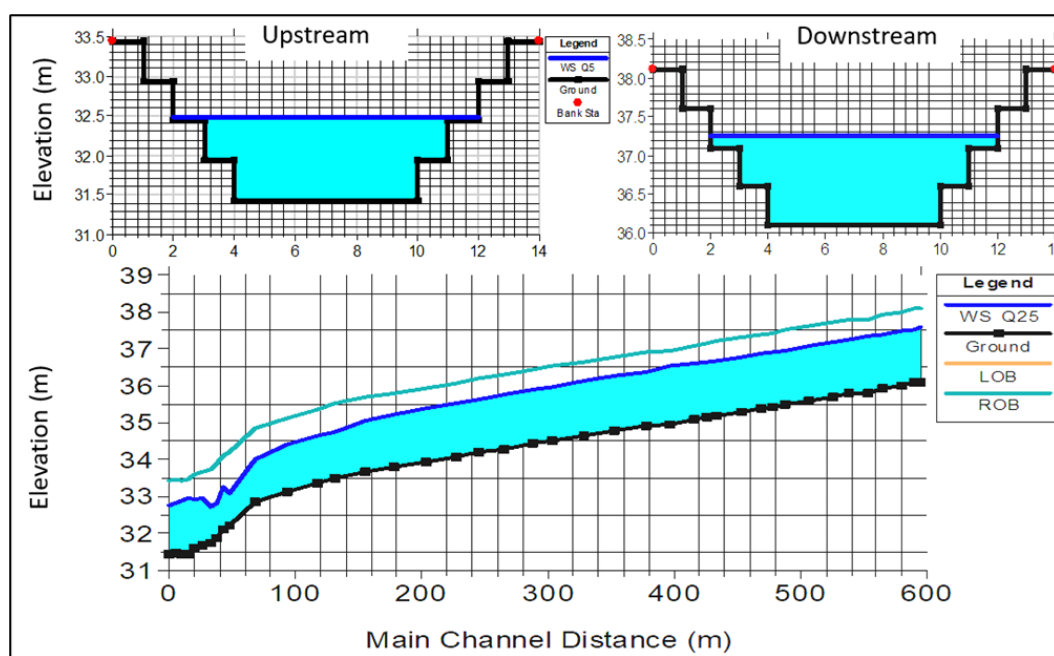 Upstream
Elevation (m)
33.5
33.0
32.5
32.0
31.5
31.0
0 2 4 6 8 10 12 14
Legend
WS Q5
Ground
Bank Sta
Downstream
38.5
38.0
37.5
37.0
36.5
36.0
0 2 4 6 8 10 12 14
Elevation (m)
39
38
37
36
35
34
33
32
31
0 100 200 300 400 500 600
Main Channel Distance (m)
Legend
WS Q25
Ground
LOB
ROB